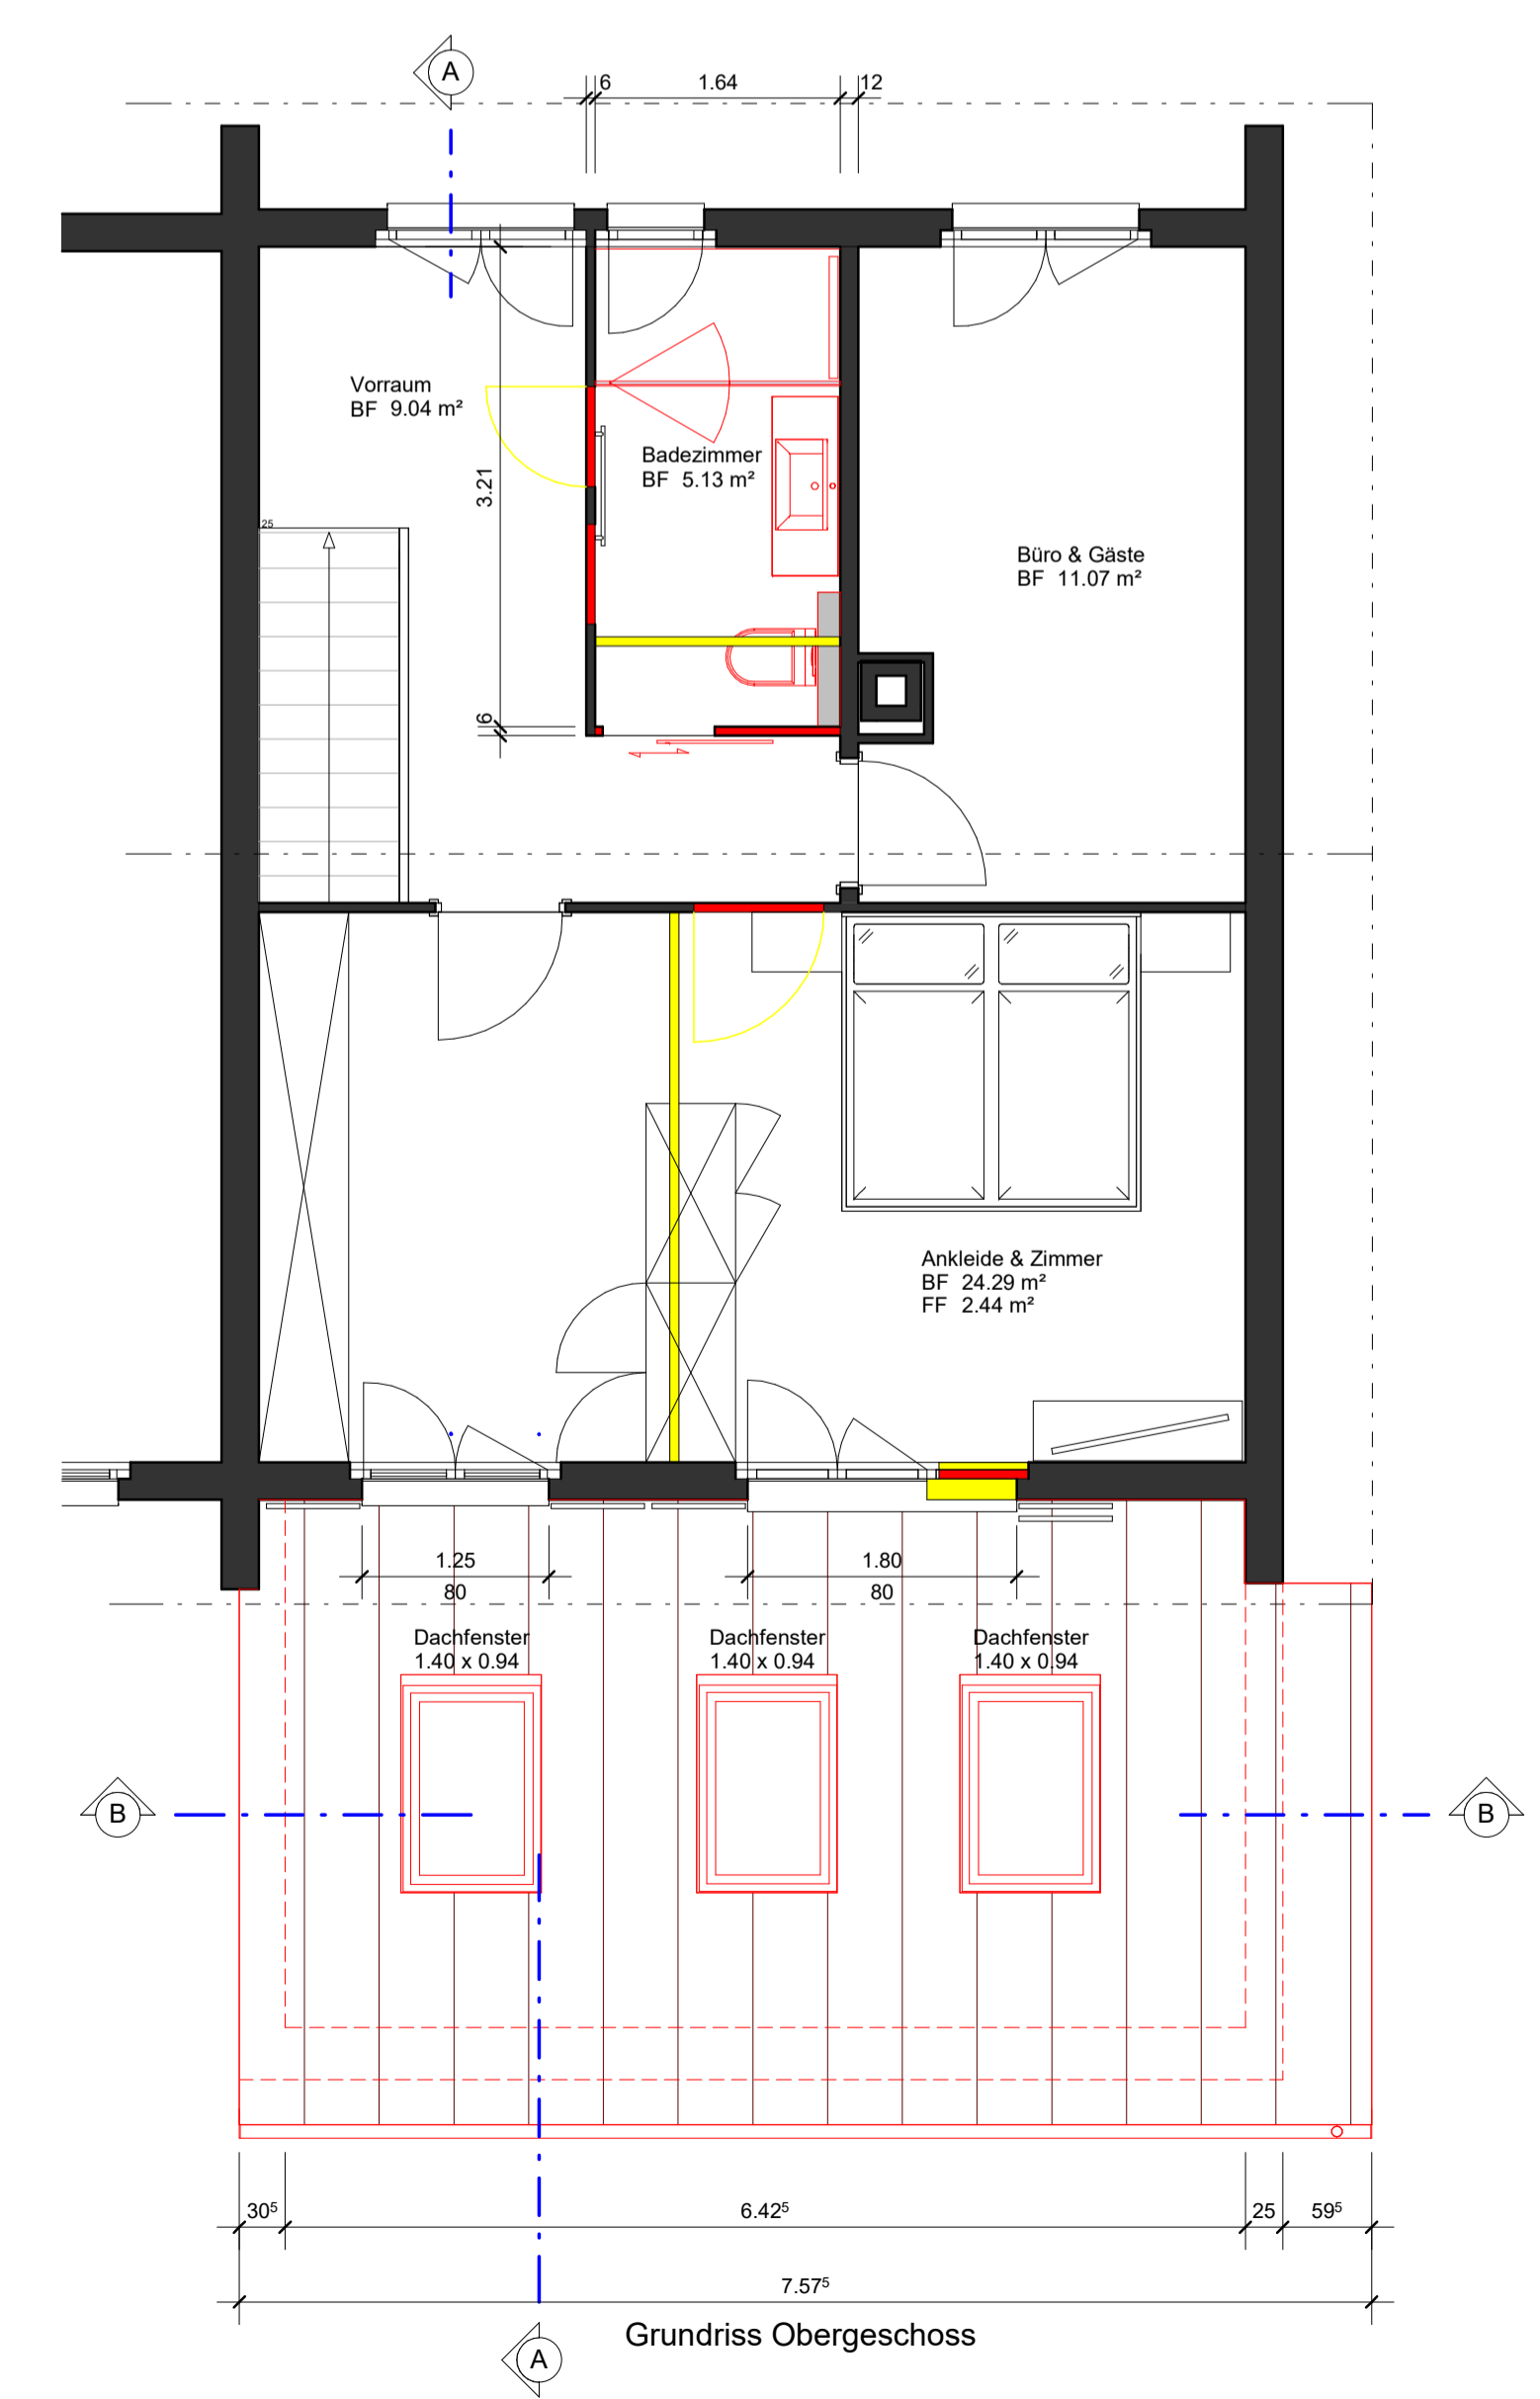 A
6 1.64 12
Vorraum
BF 9.04 m²
Badezimmer
BF 5.13 m²
3.21
25
Büro & Gäste
BF 11.07 m²
6
Ankleide & Zimmer
BF 24.29 m²
FF 2.44 m²
1.25
80
1.80
80
Dachfenster
1.40 x 0.94
Dachfenster
1.40 x 0.94
Dachfenster
1.40 x 0.94
B
B
30⁵ 6.42⁵ 25 59⁵
7.57⁵
Grundriss Obergeschoss
A